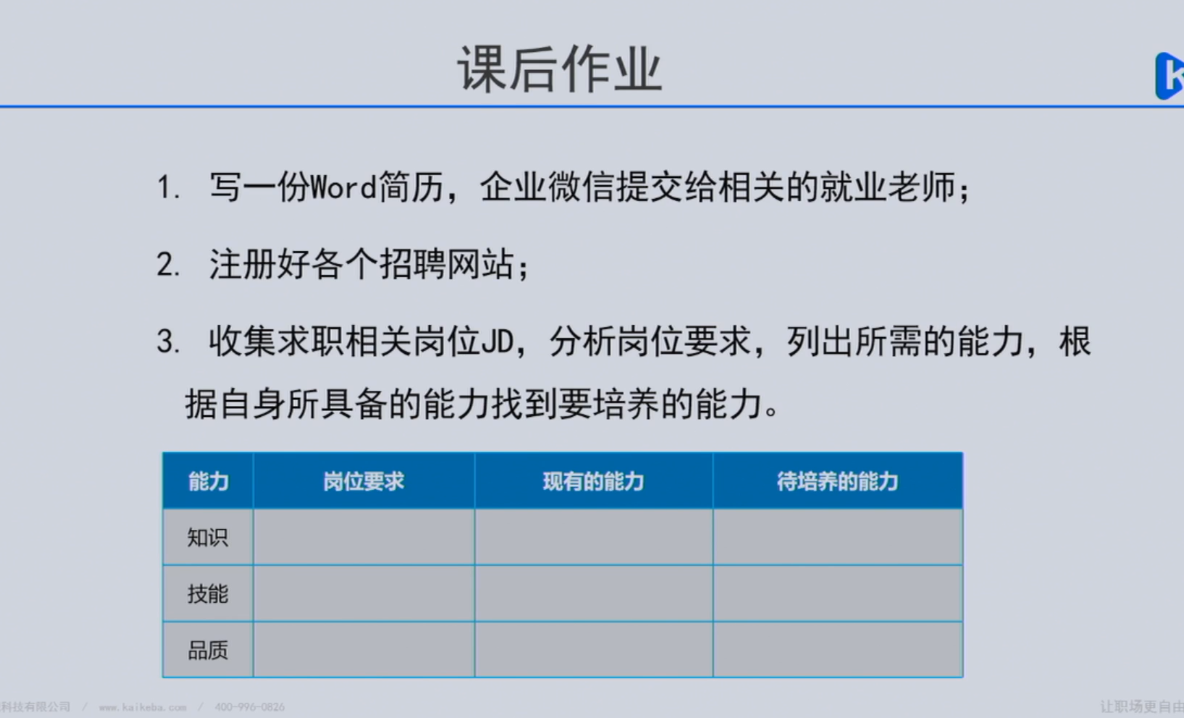 课后作业
1. 写一份Word简历，企业微信提交给相关的就业老师；
2. 注册好各个招聘网站；
3. 收集求职相关岗位JD，分析岗位要求，列出所需的能力，根
据自身所具备的能力找到要培养的能力。
能力 岗位要求 现有的能力 待培养的能力
知识
技能
品质
科技有限公司 / www.kaikeba.com / 400-996-0826
让职场更自由